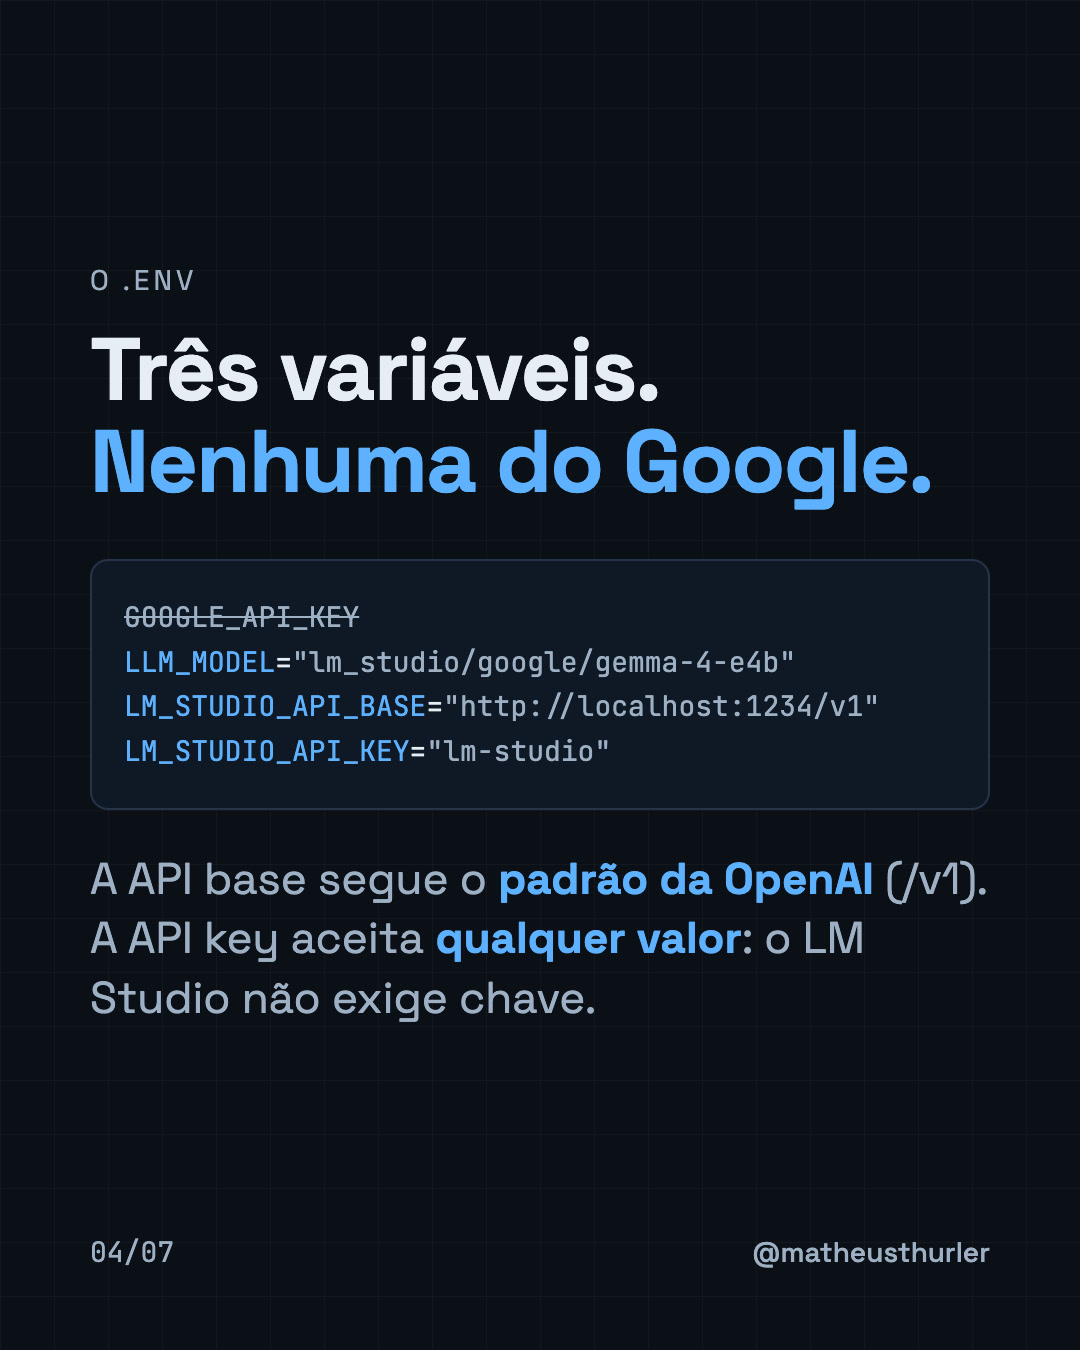 O .ENV
Três variáveis.
Nenhuma do Google.
GOOGLE_API_KEY
LLM_MODEL="lm_studio/google/gemma-4-e4b"
LM_STUDIO_API_BASE="http://localhost:1234/v1"
LM_STUDIO_API_KEY="lm-studio"
A API base segue o padrão da OpenAI (/v1).
A API key aceita qualquer valor: o LM
Studio não exige chave.
04/07
@matheusthurler